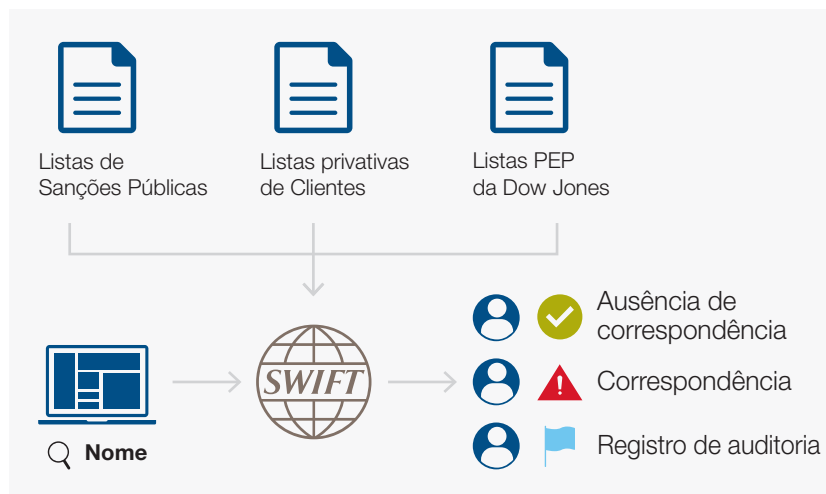 Listas de
Sanções Públicas
Listas privativas
de Clientes
Listas PEP
da Dow Jones
SWIFT
Nome
Ausência de
correspondência
Correspondência
Registro de auditoria